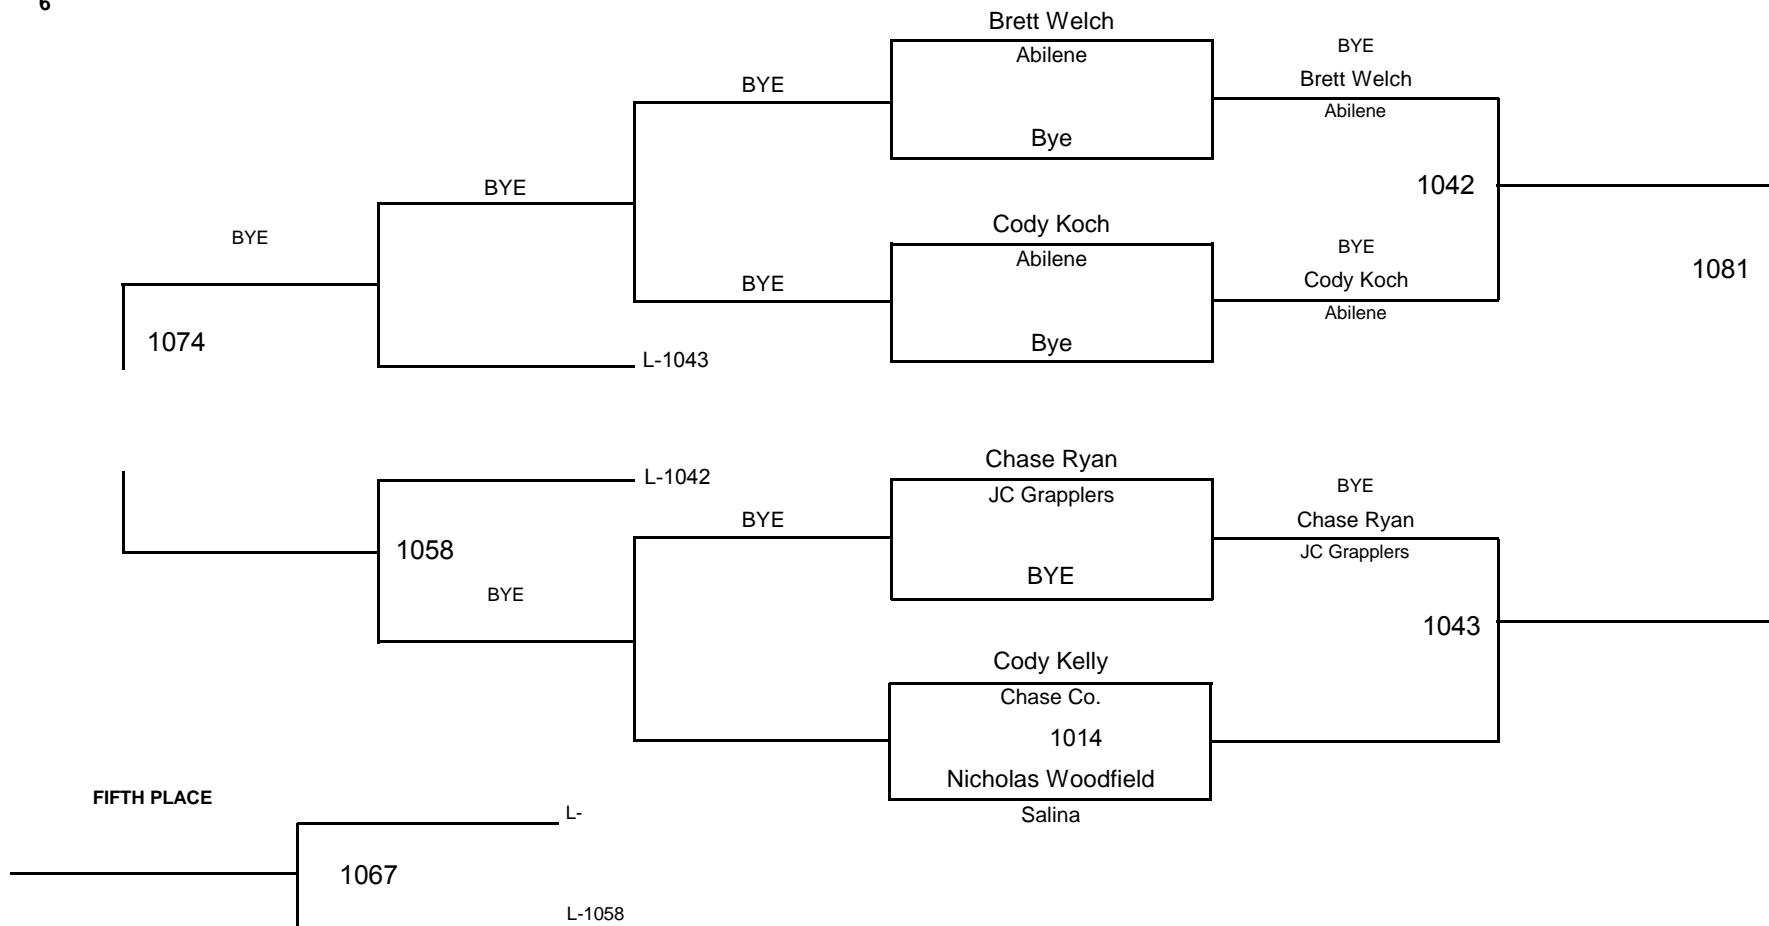 6
Brett Welch
Abilene
BYE
Brett Welch
Abilene
BYE
Bye
1042
BYE
BYE
Cody Koch
Abilene
BYE
Cody Koch
Abilene
1081
BYE
Bye
1074
L-1043
Chase Ryan
JC Grapplers
BYE
Chase Ryan
JC Grapplers
L-1042
BYE
1058
BYE
BYE
1043
Cody Kelly
Chase Co.
1014
Nicholas Woodfield
Salina
FIFTH PLACE
L-
1067
L-1058